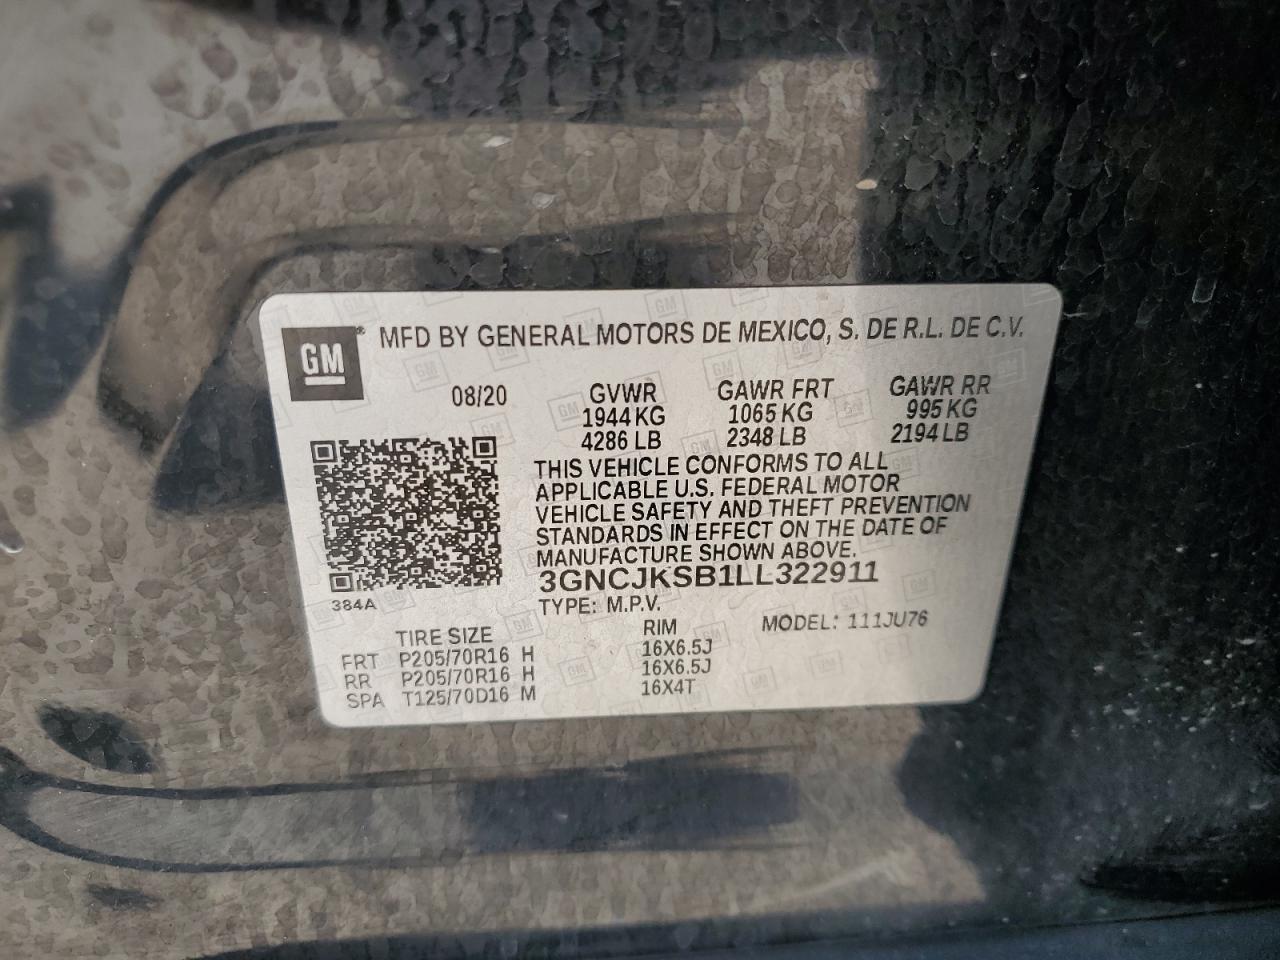 GM® MFD BY GENERAL MOTORS DE MEXICO, S. DE R.L. DE C.V.
08/20 GVWR GAWR FRT GAWR RR
1944 KG 1065 KG 995 KG
4286 LB 2348 LB 2194 LB
THIS VEHICLE CONFORMS TO ALL
APPLICABLE U.S. FEDERAL MOTOR
VEHICLE SAFETY AND THEFT PREVENTION
STANDARDS IN EFFECT ON THE DATE OF
MANUFACTURE SHOWN ABOVE.
3GNCJKSB1LL322911
384A TYPE: M.P.V.
TIRE SIZE RIM MODEL: 111JU76
FRT P205/70R16 H 16X6.5J
RR P205/70R16 H 16X6.5J
SPA T125/70D16 M 16X4T